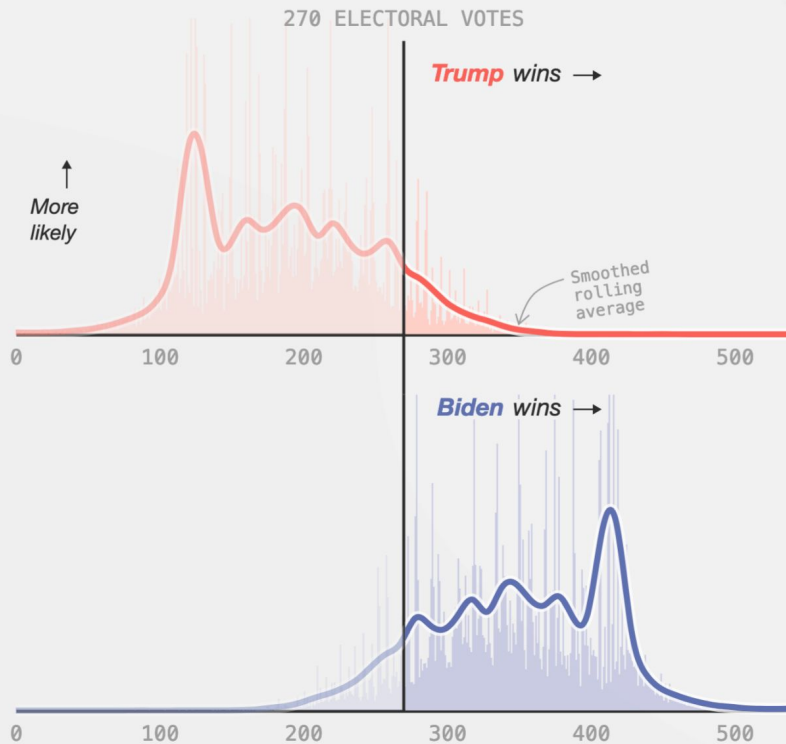 270 ELECTORAL VOTES
Trump wins →
More
likely
Smoothed
rolling
average
0 100 200 300 400 500
Biden wins →
0 100 200 300 400 500